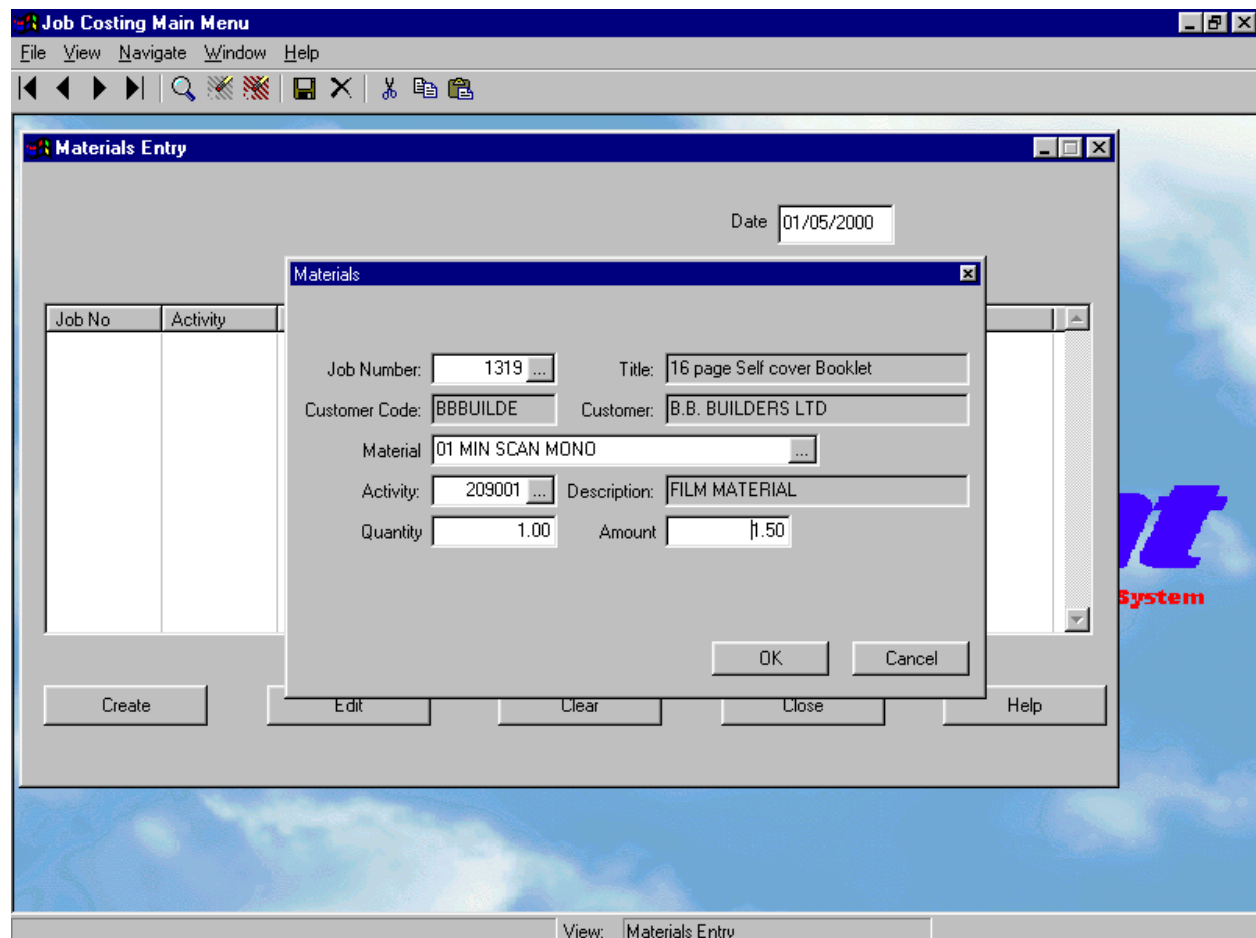 Job Costing Main Menu
File View Navigate Window Help
Materials Entry
Date 01/05/2000
Materials
Job No Activity
Job Number: 1319 ... Title: 16 page Self cover Booklet
Customer Code: BBBUILDE Customer: B.B. BUILDERS LTD
Material 01 MIN SCAN MONO ...
Activity: 209001 ... Description: FILM MATERIAL
Quantity 1.00 Amount 1.50
System
OK Cancel
Create Edit Clear Close Help
View: Materials Entry